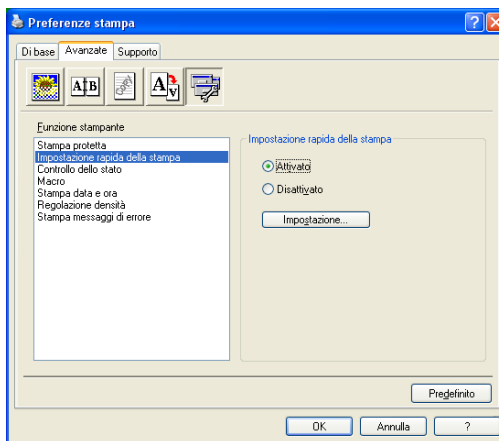 Preferenze stampa
Di base Avanzate Supporto
A B
A V
Funzione stampante
Stampa protetta
Impostazione rapida della stampa
Controllo dello stato
Macro
Stampa data e ora
Regolazione densità
Stampa messaggi di errore
Impostazione rapida della stampa
Attivato
Disattivato
Impostazione...
Predefinito
OK Annulla ?